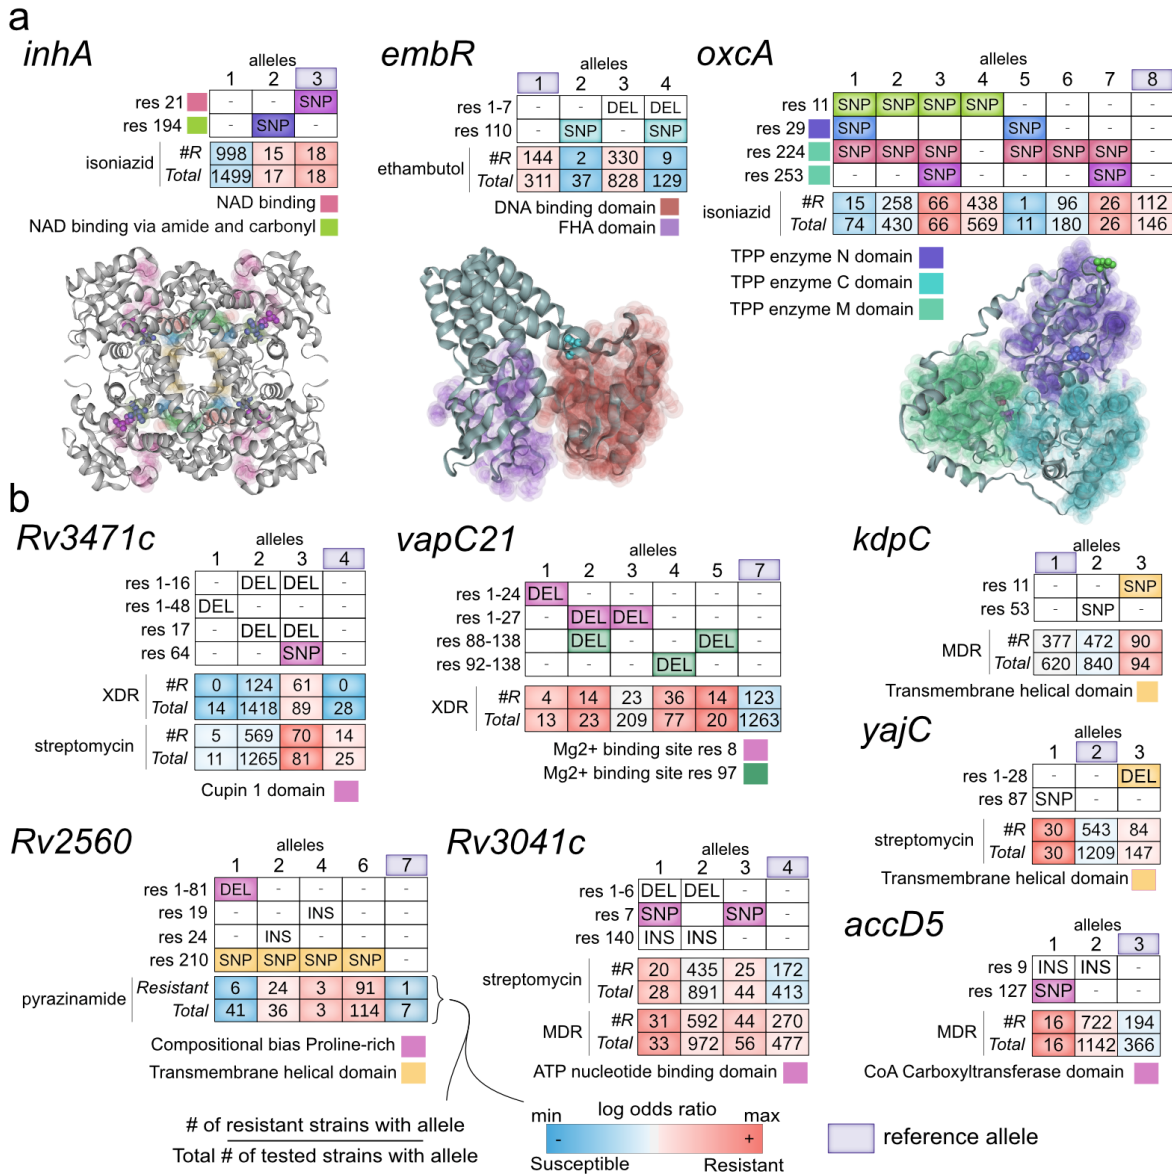 a
inhA
alleles
1 2 3
res 21 - - SNP
res 194 - SNP -
isoniazid
#R 998 15 18
Total 1499 17 18
NAD binding
NAD binding via amide and carbonyl
embR
alleles
1 2 3 4
res 1-7 - - DEL DEL
res 110 - SNP - SNP
ethambutol
#R 144 2 330 9
Total 311 37 828 129
DNA binding domain
FHA domain
oxcA
alleles
1 2 3 4 5 6 7 8
res 11 SNP SNP SNP SNP - - - -
res 29 SNP SNP - - -
res 224 SNP SNP SNP - SNP SNP SNP -
res 253 - - SNP - - - SNP -
isoniazid
#R 15 258 66 438 1 96 26 112
Total 74 430 66 569 11 180 26 146
TPP enzyme N domain
TPP enzyme C domain
TPP enzyme M domain
b
Rv3471c
alleles
1 2 3 4
res 1-16 - DEL DEL -
res 1-48 DEL - - -
res 17 - DEL DEL -
res 64 - - SNP -
XDR
#R 0 124 61 0
Total 14 1418 89 28
streptomycin
#R 5 569 70 14
Total 11 1265 81 25
Cupin 1 domain
vapC21
alleles
1 2 3 4 5 7
res 1-24 DEL - - - - -
res 1-27 - DEL DEL - - -
res 88-138 - DEL - - DEL -
res 92-138 - - - DEL - -
XDR
#R 4 14 23 36 14 123
Total 13 23 209 77 20 1263
Mg2+ binding site res 8
Mg2+ binding site res 97
kdpC
alleles
1 2 3
res 11 - - SNP
res 53 - SNP -
MDR
#R 377 472 90
Total 620 840 94
Transmembrane helical domain
yajC
alleles
1 2 3
res 1-28 - - DEL
res 87 SNP - -
streptomycin
#R 30 543 84
Total 30 1209 147
Transmembrane helical domain
Rv2560
alleles
1 2 4 6 7
res 1-81 DEL - - - -
res 19 - - INS - -
res 24 - INS - - -
res 210 SNP SNP SNP SNP -
pyrazinamide
Resistant 6 24 3 91 1
Total 41 36 3 114 7
Compositional bias Proline-rich
Transmembrane helical domain
Rv3041c
alleles
1 2 3 4
res 1-6 DEL DEL - -
res 7 SNP SNP -
res 140 INS INS - -
streptomycin
#R 20 435 25 172
Total 28 891 44 413
MDR
#R 31 592 44 270
Total 33 972 56 477
ATP nucleotide binding domain
accD5
alleles
1 2 3
res 9 INS INS -
res 127 SNP - -
MDR
#R 16 722 194
Total 16 1142 366
CoA Carboxyltransferase domain
# of resistant strains with allele
Total # of tested strains with allele
min log odds ratio max
- +
Susceptible Resistant
reference allele